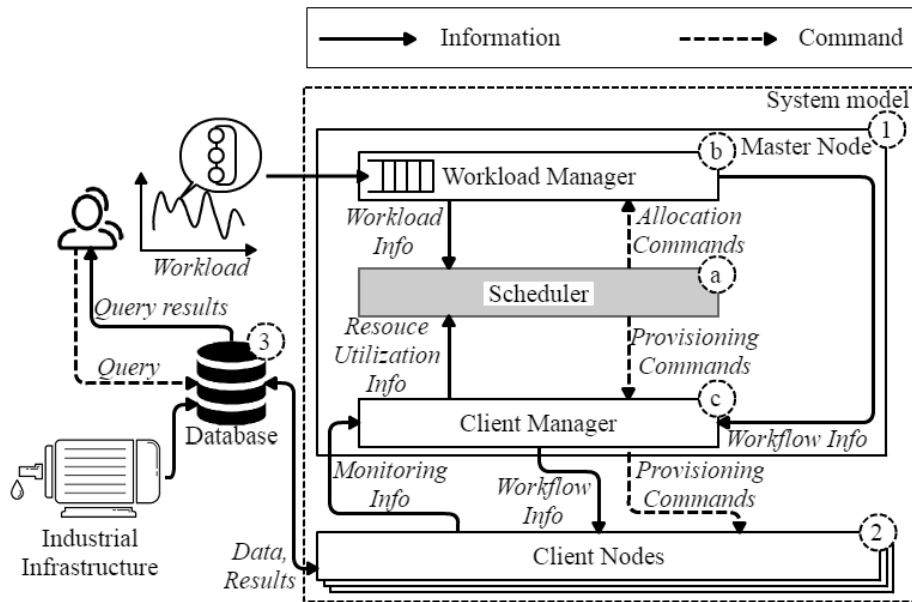 Information
Command
System model
1
Master Node
b
Workload Manager
Workload
Info
Allocation
Commands
a
Scheduler
Resouce
Utilization
Info
Provisioning
Commands
c
Client Manager
Workflow Info
Monitoring
Info
Workflow
Info
Provisioning
Commands
2
Client Nodes
Workload
Query results
3
Query
Database
Industrial
Infrastructure
Data,
Results